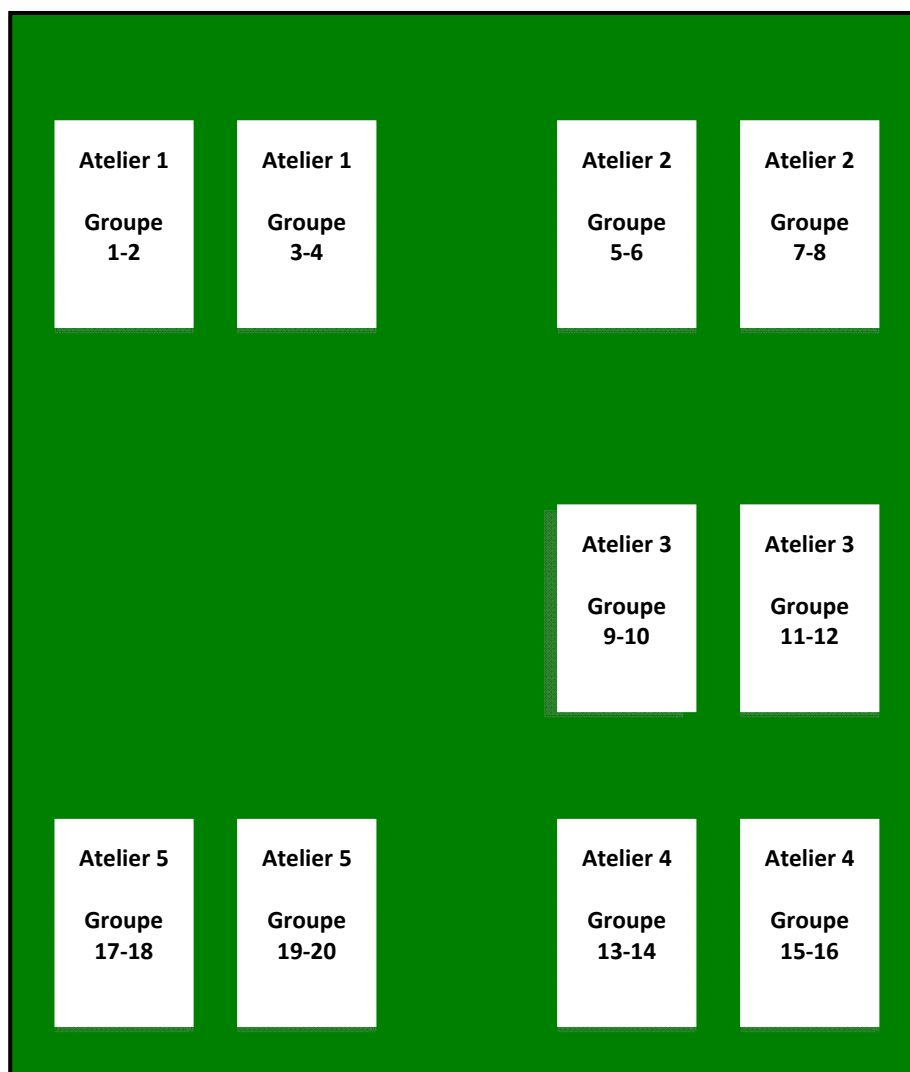 Atelier 1
Groupe
1-2
Atelier 1
Groupe
3-4
Atelier 2
Groupe
5-6
Atelier 2
Groupe
7-8
Atelier 3
Groupe
9-10
Atelier 3
Groupe
11-12
Atelier 5
Groupe
17-18
Atelier 5
Groupe
19-20
Atelier 4
Groupe
13-14
Atelier 4
Groupe
15-16